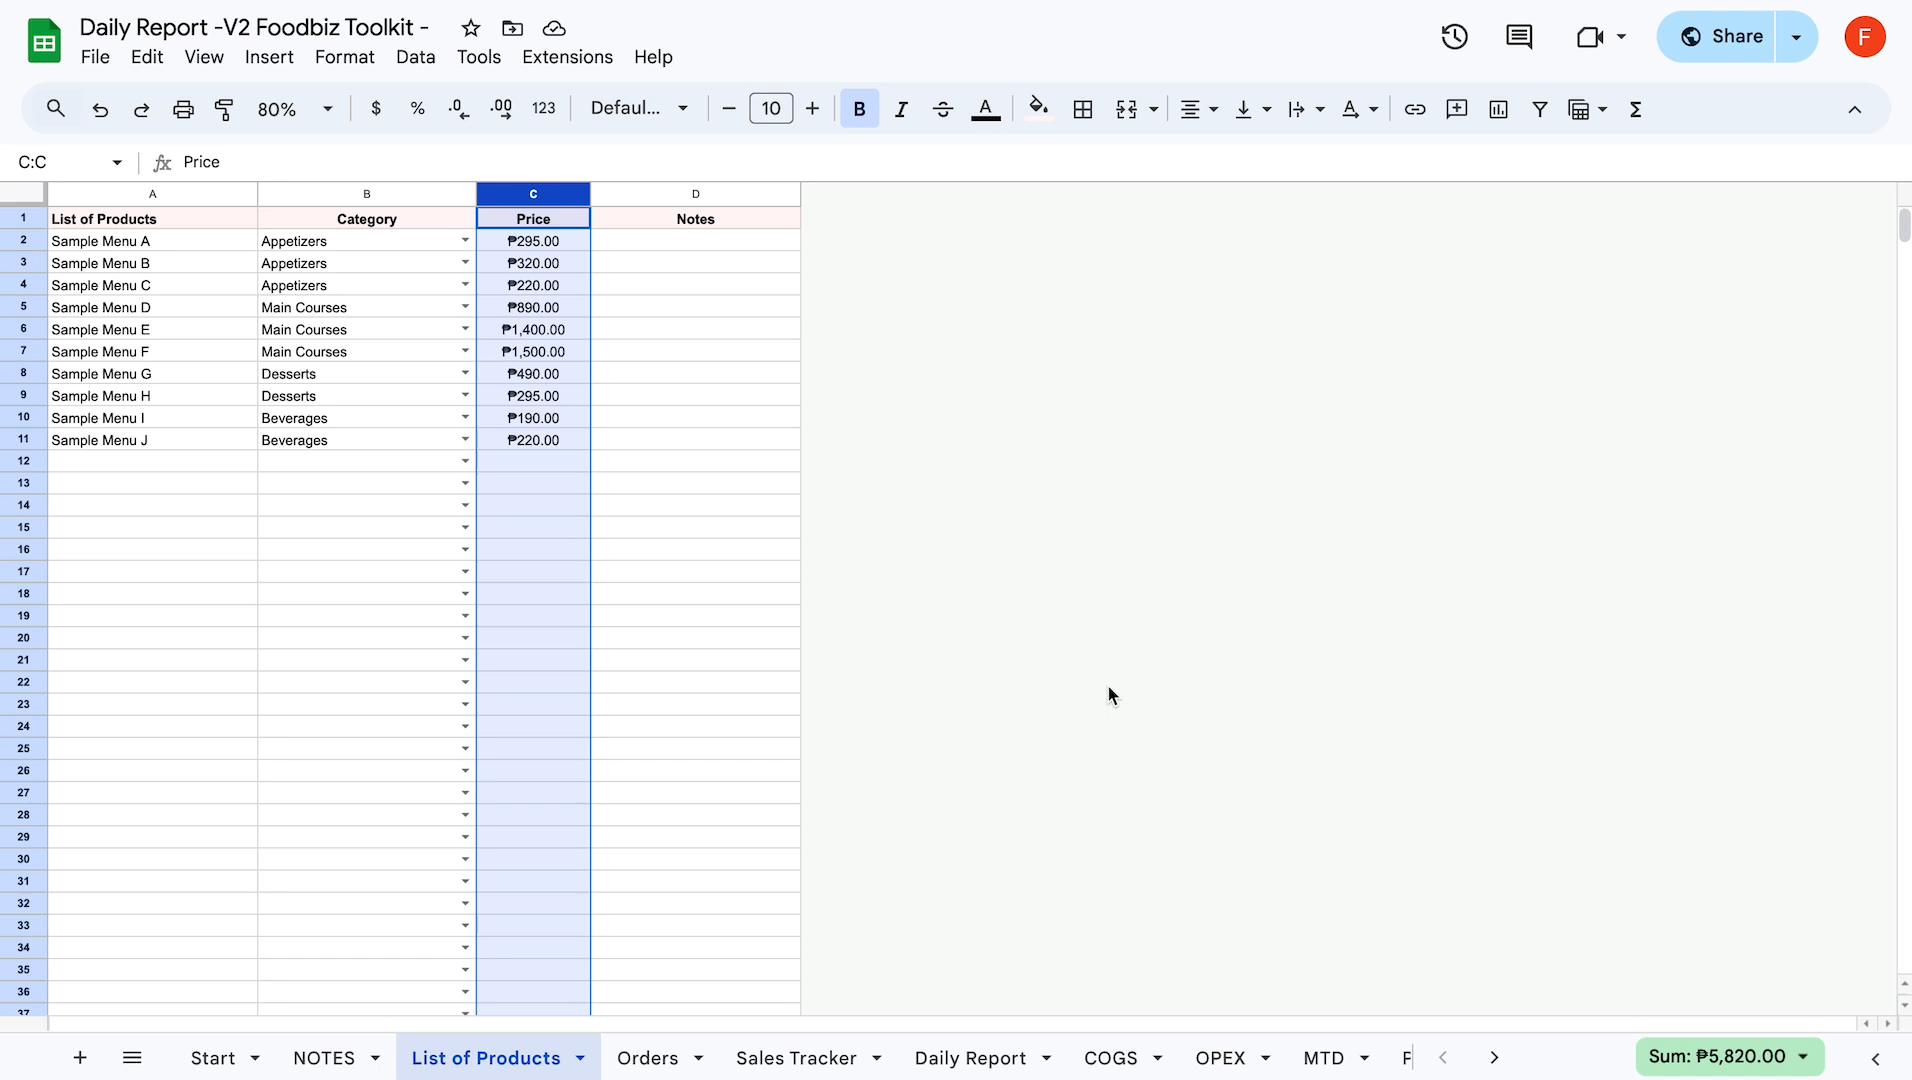 Daily Report -V2 Foodbiz Toolkit -
File Edit View Insert Format Data Tools Extensions Help
Share
F
80% $ % .0 .00 123 Defaul... 10 B I S A
C:C fx Price
A B C D
1 List of Products Category Price Notes
2 Sample Menu A Appetizers ₱295.00
3 Sample Menu B Appetizers ₱320.00
4 Sample Menu C Appetizers ₱220.00
5 Sample Menu D Main Courses ₱890.00
6 Sample Menu E Main Courses ₱1,400.00
7 Sample Menu F Main Courses ₱1,500.00
8 Sample Menu G Desserts ₱490.00
9 Sample Menu H Desserts ₱295.00
10 Sample Menu I Beverages ₱190.00
11 Sample Menu J Beverages ₱220.00
12
13
14
15
16
17
18
19
20
21
22
23
24
25
26
27
28
29
30
31
32
33
34
35
36
37
Start NOTES List of Products Orders Sales Tracker Daily Report COGS OPEX MTD Sum: ₱5,820.00